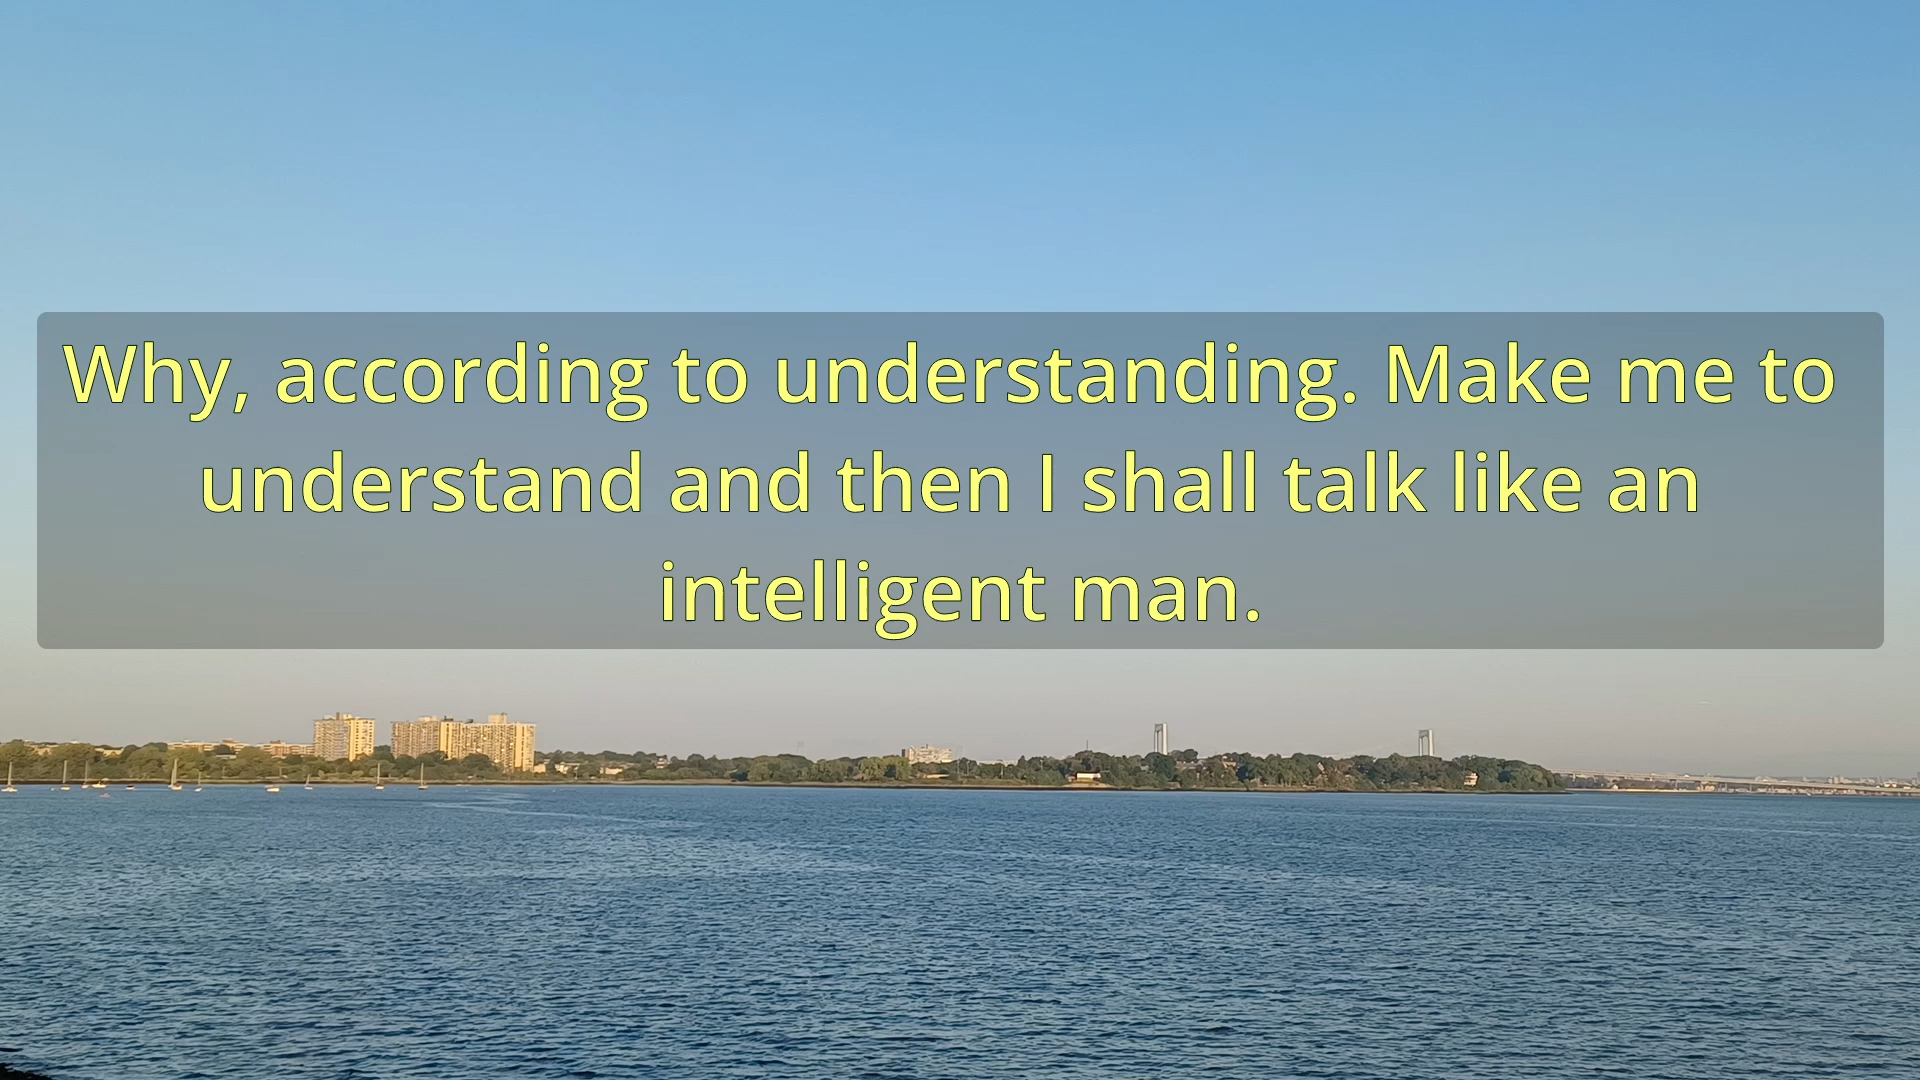 Why, according to understanding. Make me to
understand and then I shall talk like an
intelligent man.